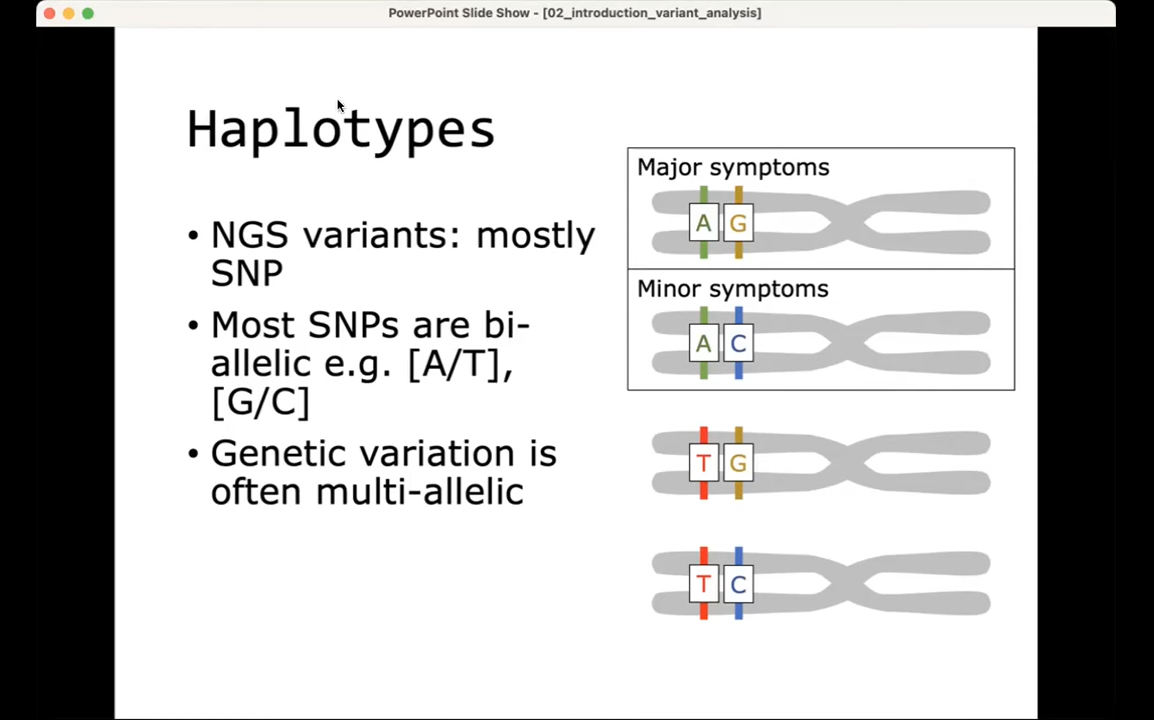 PowerPoint Slide Show - [02_introduction_variant_analysis]
Haplotypes
• NGS variants: mostly
SNP
• Most SNPs are bi-
allelic e.g. [A/T],
[G/C]
• Genetic variation is
often multi-allelic
Major symptoms
A G
Minor symptoms
A C
T G
T C